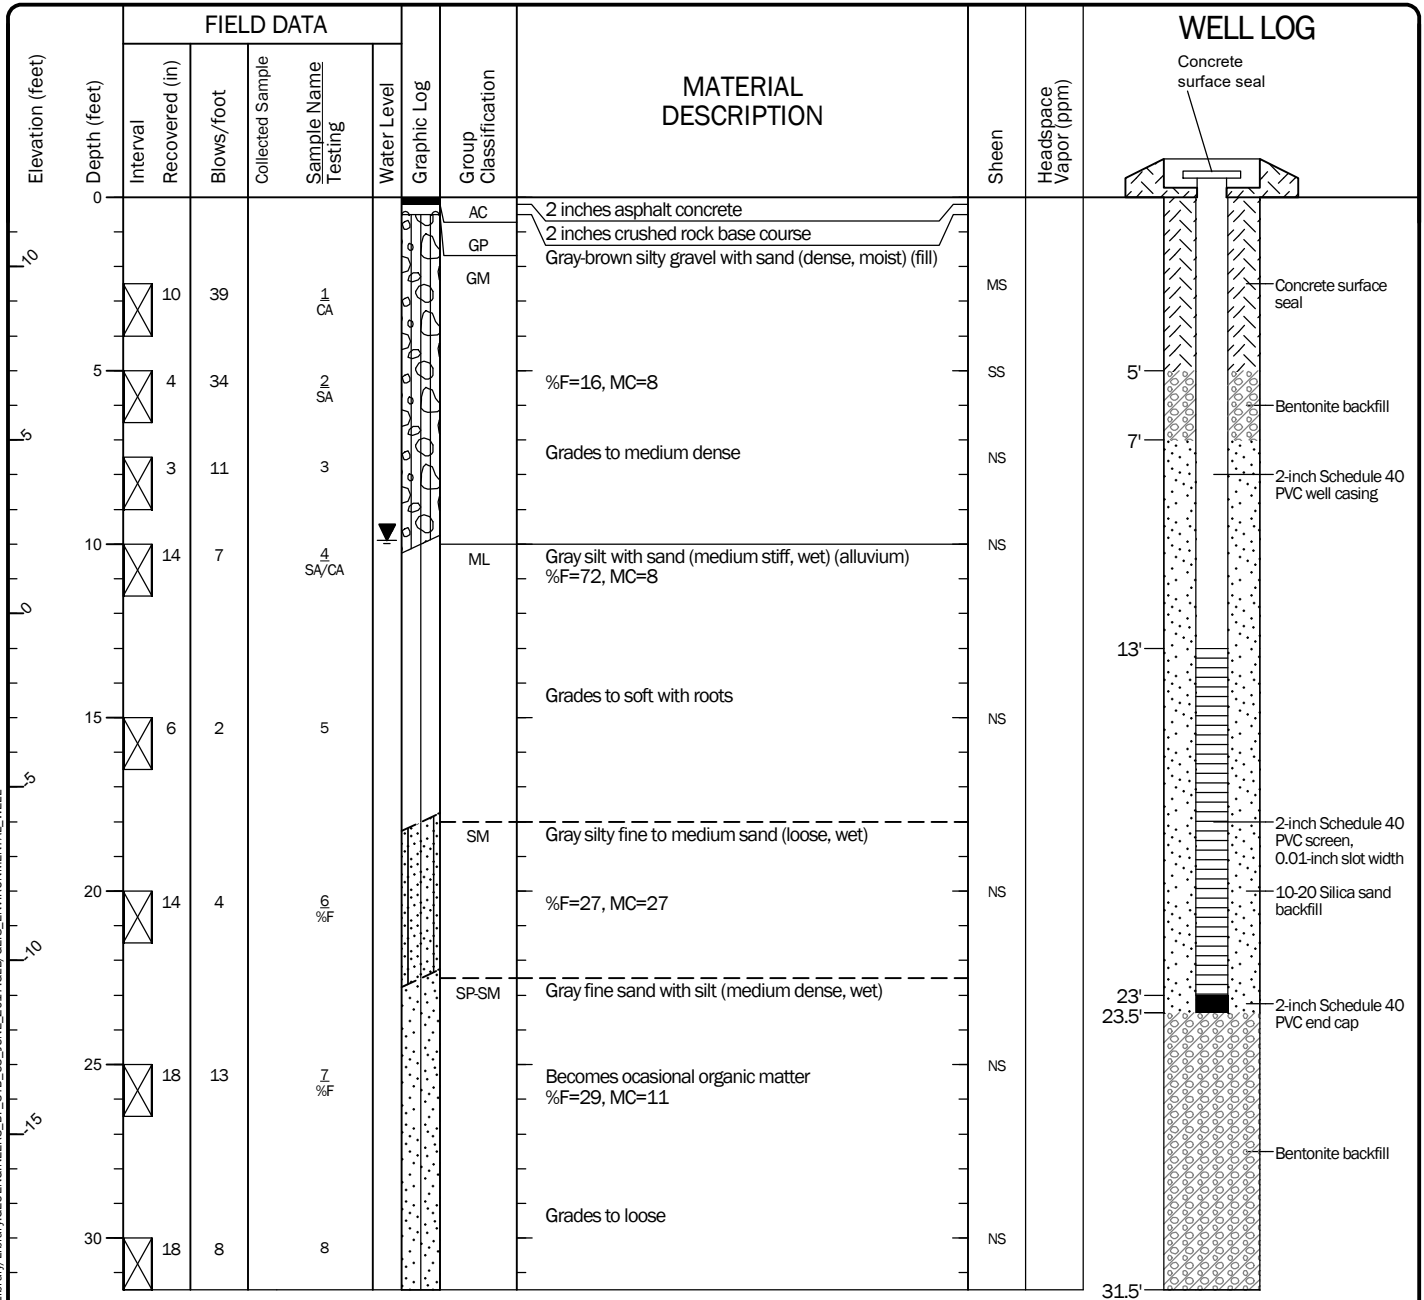 FIELD DATA
WELL LOG
Elevation (feet)
Depth (feet)
Interval
Recovered (in)
Blows/foot
Collected Sample
Sample Name
Testing
Water Level
Graphic Log
Group
Classification
MATERIAL
DESCRIPTION
Sheen
Headspace
Vapor (ppm)
Concrete
surface seal
0
AC
2 inches asphalt concrete
GP
2 inches crushed rock base course
Gray-brown silty gravel with sand (dense, moist) (fill)
GM
10
10
39
1
CA
MS
Concrete surface
seal
5
4
34
2
SA
%F=16, MC=8
SS
5'
Bentonite backfill
5
7'
3
11
3
Grades to medium dense
NS
2-inch Schedule 40
PVC well casing
10
14
7
4
SA/CA
ML
Gray silt with sand (medium stiff, wet) (alluvium)
%F=72, MC=8
NS
0
13'
Grades to soft with roots
15
6
2
5
NS
-5
SM
Gray silty fine to medium sand (loose, wet)
2-inch Schedule 40
PVC screen,
0.01-inch slot width
20
14
4
6
%F
%F=27, MC=27
NS
10-20 Silica sand
backfill
-10
SP-SM
Gray fine sand with silt (medium dense, wet)
23'
23.5'
2-inch Schedule 40
PVC end cap
25
18
13
7
%F
Becomes ocasional organic matter
%F=29, MC=11
NS
-15
Bentonite backfill
Grades to loose
30
18
8
8
NS
31.5'